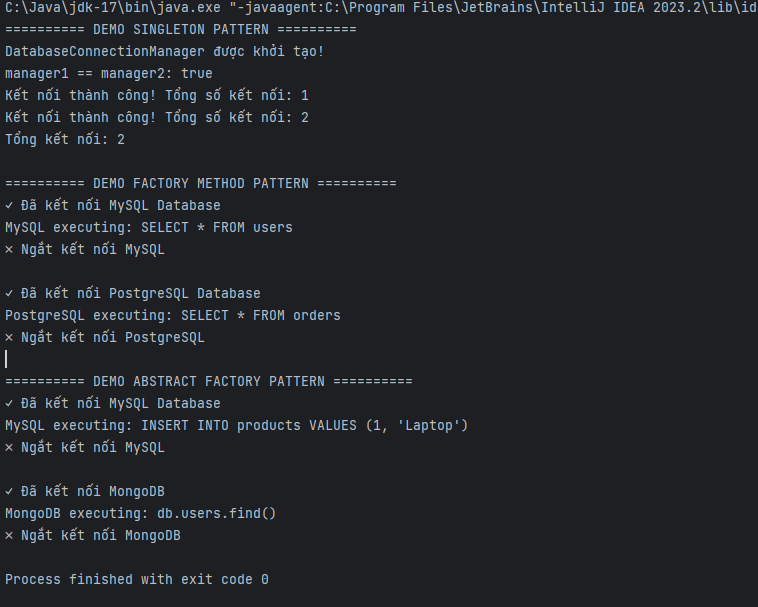 C:\Java\jdk-17\bin\java.exe "-javaagent:C:\Program Files\JetBrains\IntelliJ IDEA 2023.2\lib\id
========== DEMO SINGLETON PATTERN ==========
DatabaseConnectionManager được khởi tạo!
manager1 == manager2: true
Kết nối thành công! Tổng số kết nối: 1
Kết nối thành công! Tổng số kết nối: 2
Tổng kết nối: 2
========== DEMO FACTORY METHOD PATTERN ==========
✓ Đã kết nối MySQL Database
MySQL executing: SELECT * FROM users
✕ Ngắt kết nối MySQL
✓ Đã kết nối PostgreSQL Database
PostgreSQL executing: SELECT * FROM orders
✕ Ngắt kết nối PostgreSQL
========== DEMO ABSTRACT FACTORY PATTERN ==========
✓ Đã kết nối MySQL Database
MySQL executing: INSERT INTO products VALUES (1, 'Laptop')
✕ Ngắt kết nối MySQL
✓ Đã kết nối MongoDB
MongoDB executing: db.users.find()
✕ Ngắt kết nối MongoDB
Process finished with exit code 0